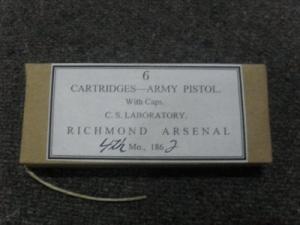 6
CARTRIDGES—ARMY PISTOL.
With Caps.
C. S. LABORATORY.
RICHMOND ARSENAL
4th Mo., 1862